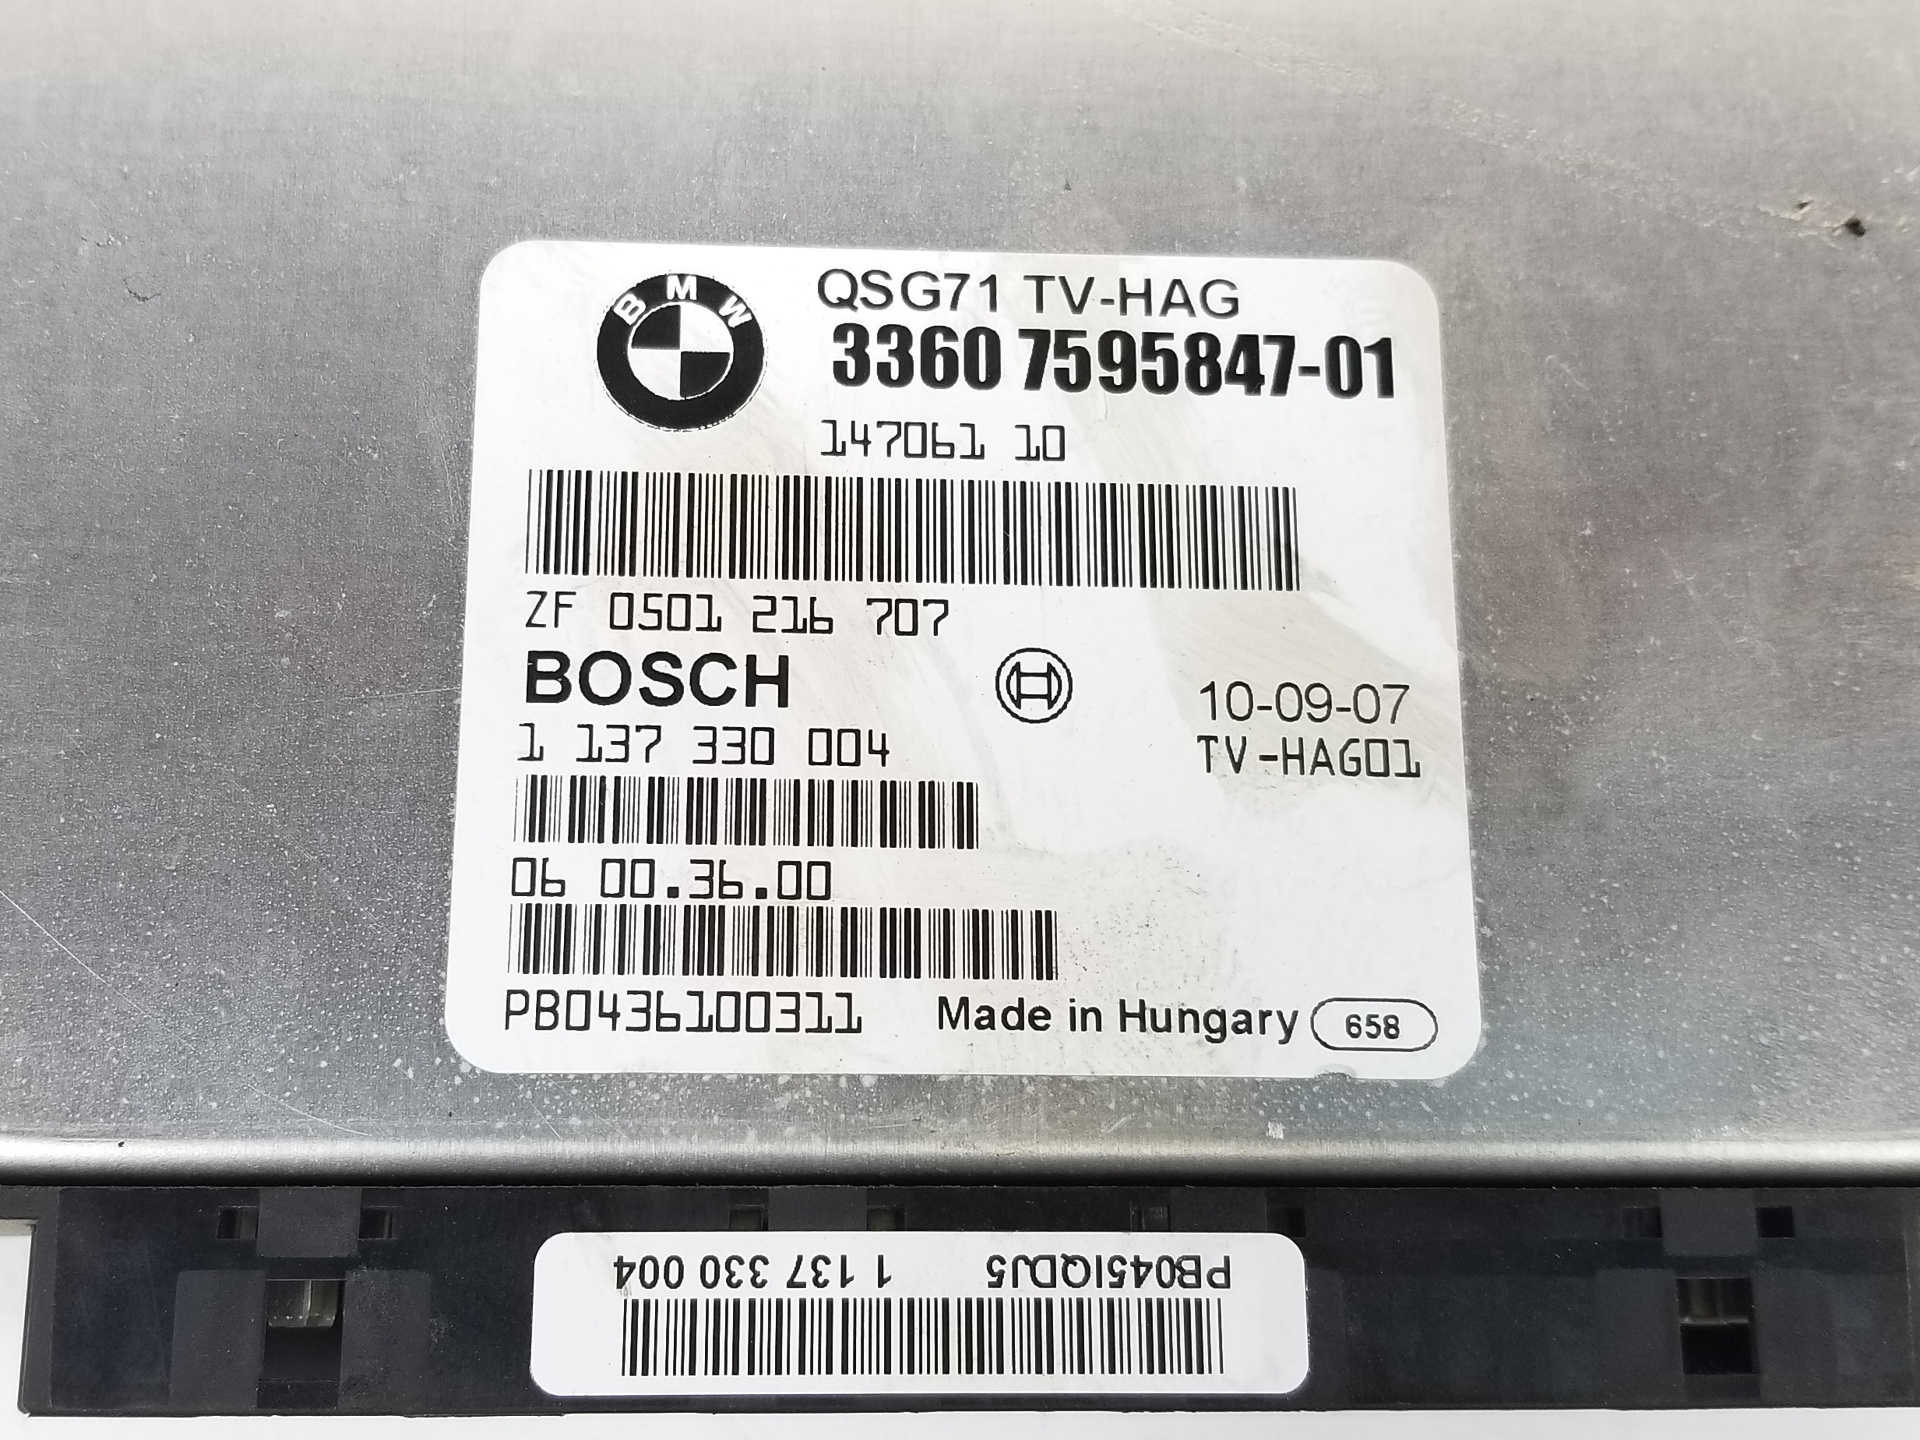 BMW
QSG71 TV-HAG
3360 7595847-01
147061 10
ZF 0501 216 707
BOSCH
10-09-07
1 137 330 004
TV-HAG01
06 00.36.00
PB0436100311
Made in Hungary 658
PB045IQDJ5 1 137 330 004